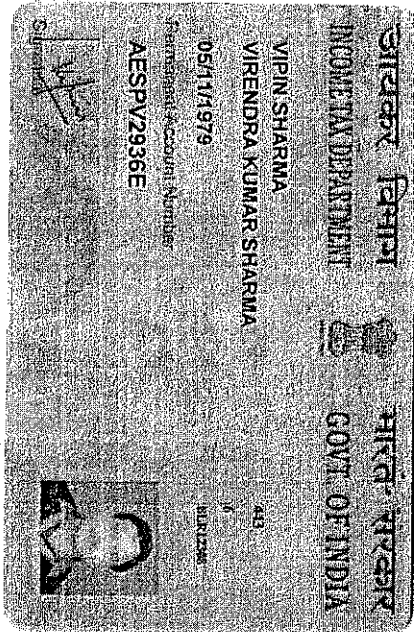 आयकर विभाग
INCOME TAX DEPARTMENT
भारत सरकार
GOVT. OF INDIA
VIPIN SHARMA
VIRENDRA KUMAR SHARMA
05/11/1979
Permanent Account Number
AESPV2936E
Signature